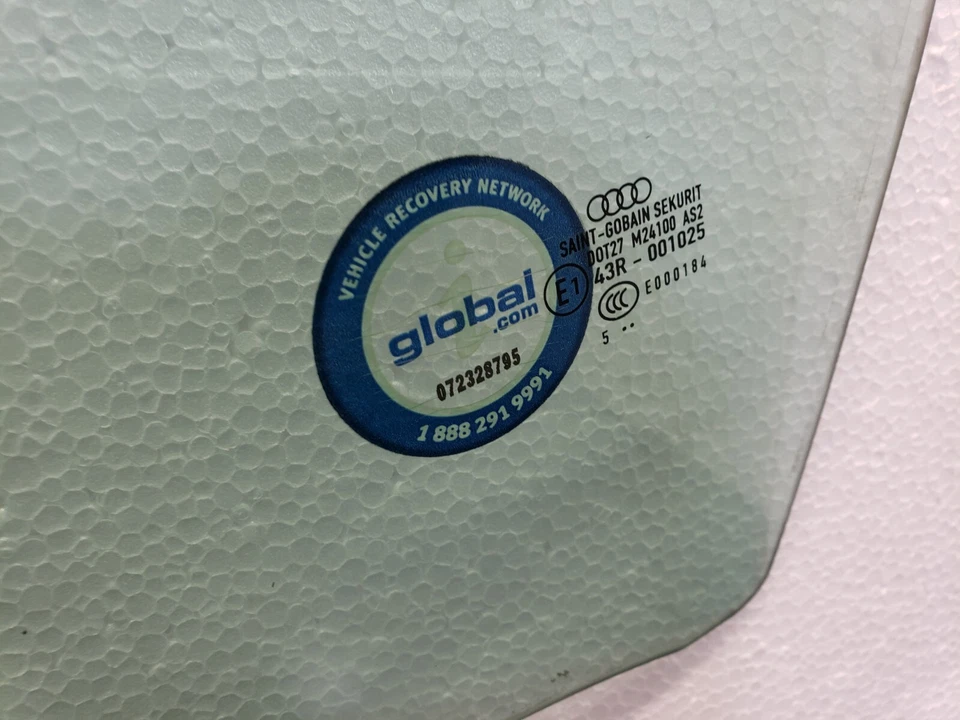 VEHICLE RECOVERY NETWORK
global
.com
072328795
1 888 291 9991
SAINT-GOBAIN SEKURIT
DOT27 M24100 AS2
E1 43R - 001025
CCC E000184
5 ..